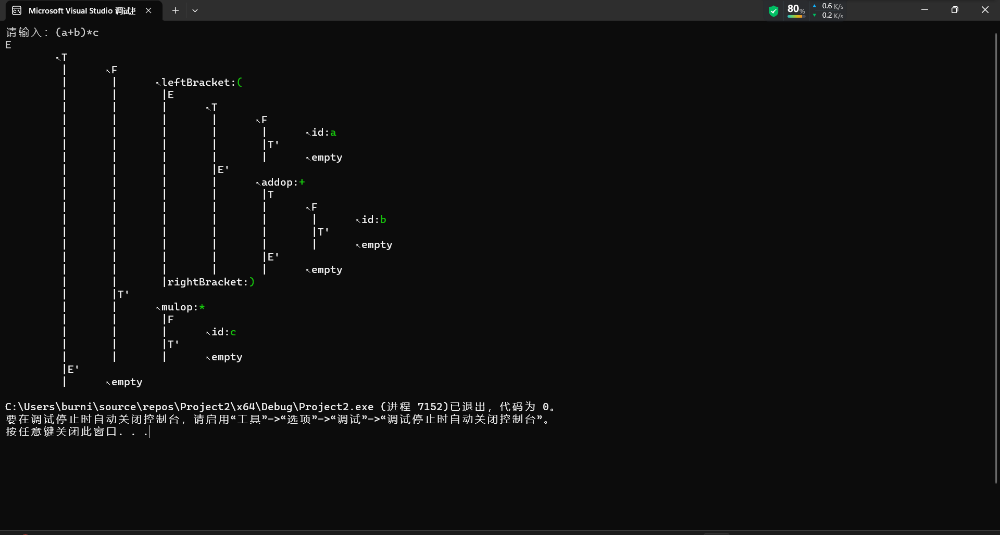 Microsoft Visual Studio 调试
80%
0.6 K/s
0.2 K/s
请输入: (a+b)*c
E
↖T
|       ↖F
|       |       ↖leftBracket:(
|       |       |E
|       |       |       ↖T
|       |       |       |       ↖F
|       |       |       |       |       ↖id:a
|       |       |       |       |T'
|       |       |       |       |       ↖empty
|       |       |       |E'
|       |       |       |       ↖addop:+
|       |       |       |       |T
|       |       |       |       |       ↖F
|       |       |       |       |       |       ↖id:b
|       |       |       |       |       |T'
|       |       |       |       |       |       ↖empty
|       |       |       |       |E'
|       |       |       |       |       ↖empty
|       |       |rightBracket:)
|       |T'
|       |       ↖mulop:*
|       |       |F
|       |       |       ↖id:c
|       |       |T'
|       |       |       ↖empty
|E'
|       ↖empty
C:\Users\burni\source\repos\Project2\x64\Debug\Project2.exe (进程 7152)已退出，代码为 0。
要在调试停止时自动关闭控制台，请启用“工具”->“选项”->“调试”->“调试停止时自动关闭控制台”。
按任意键关闭此窗口. . .